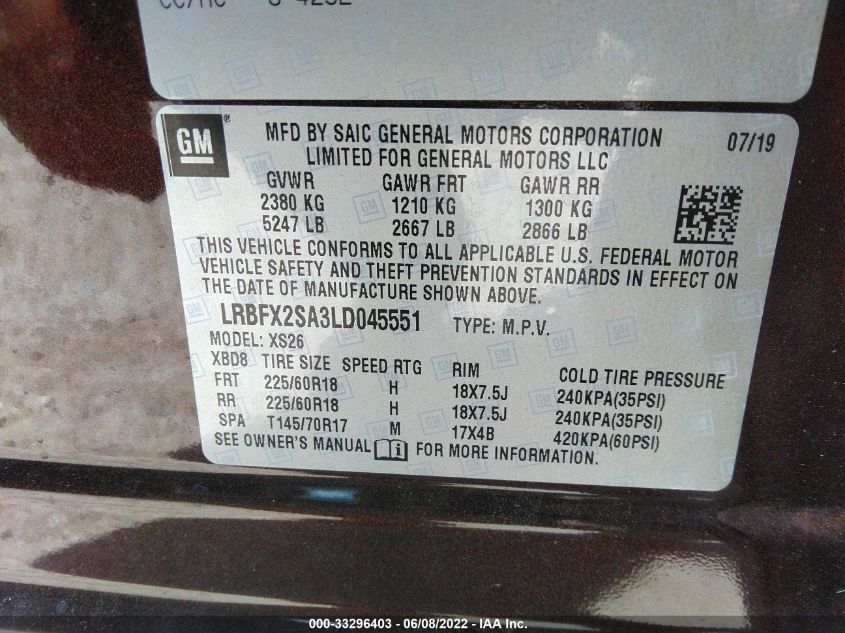 GM ® MFD BY SAIC GENERAL MOTORS CORPORATION 07/19
LIMITED FOR GENERAL MOTORS LLC
GVWR GAWR FRT GAWR RR
2380 KG 1210 KG 1300 KG
5247 LB 2667 LB 2866 LB
THIS VEHICLE CONFORMS TO ALL APPLICABLE U.S. FEDERAL MOTOR
VEHICLE SAFETY AND THEFT PREVENTION STANDARDS IN EFFECT ON
THE DATE OF MANUFACTURE SHOWN ABOVE.
LRBFX2SA3LD045551 TYPE: M.P.V.
MODEL: XS26
XBD8 TIRE SIZE SPEED RTG RIM COLD TIRE PRESSURE
FRT 225/60R18 H 18X7.5J 240KPA(35PSI)
RR 225/60R18 H 18X7.5J 240KPA(35PSI)
SPA T145/70R17 M 17X4B 420KPA(60PSI)
SEE OWNER'S MANUAL FOR MORE INFORMATION.
000-33296403 - 06/08/2022 - IAA Inc.